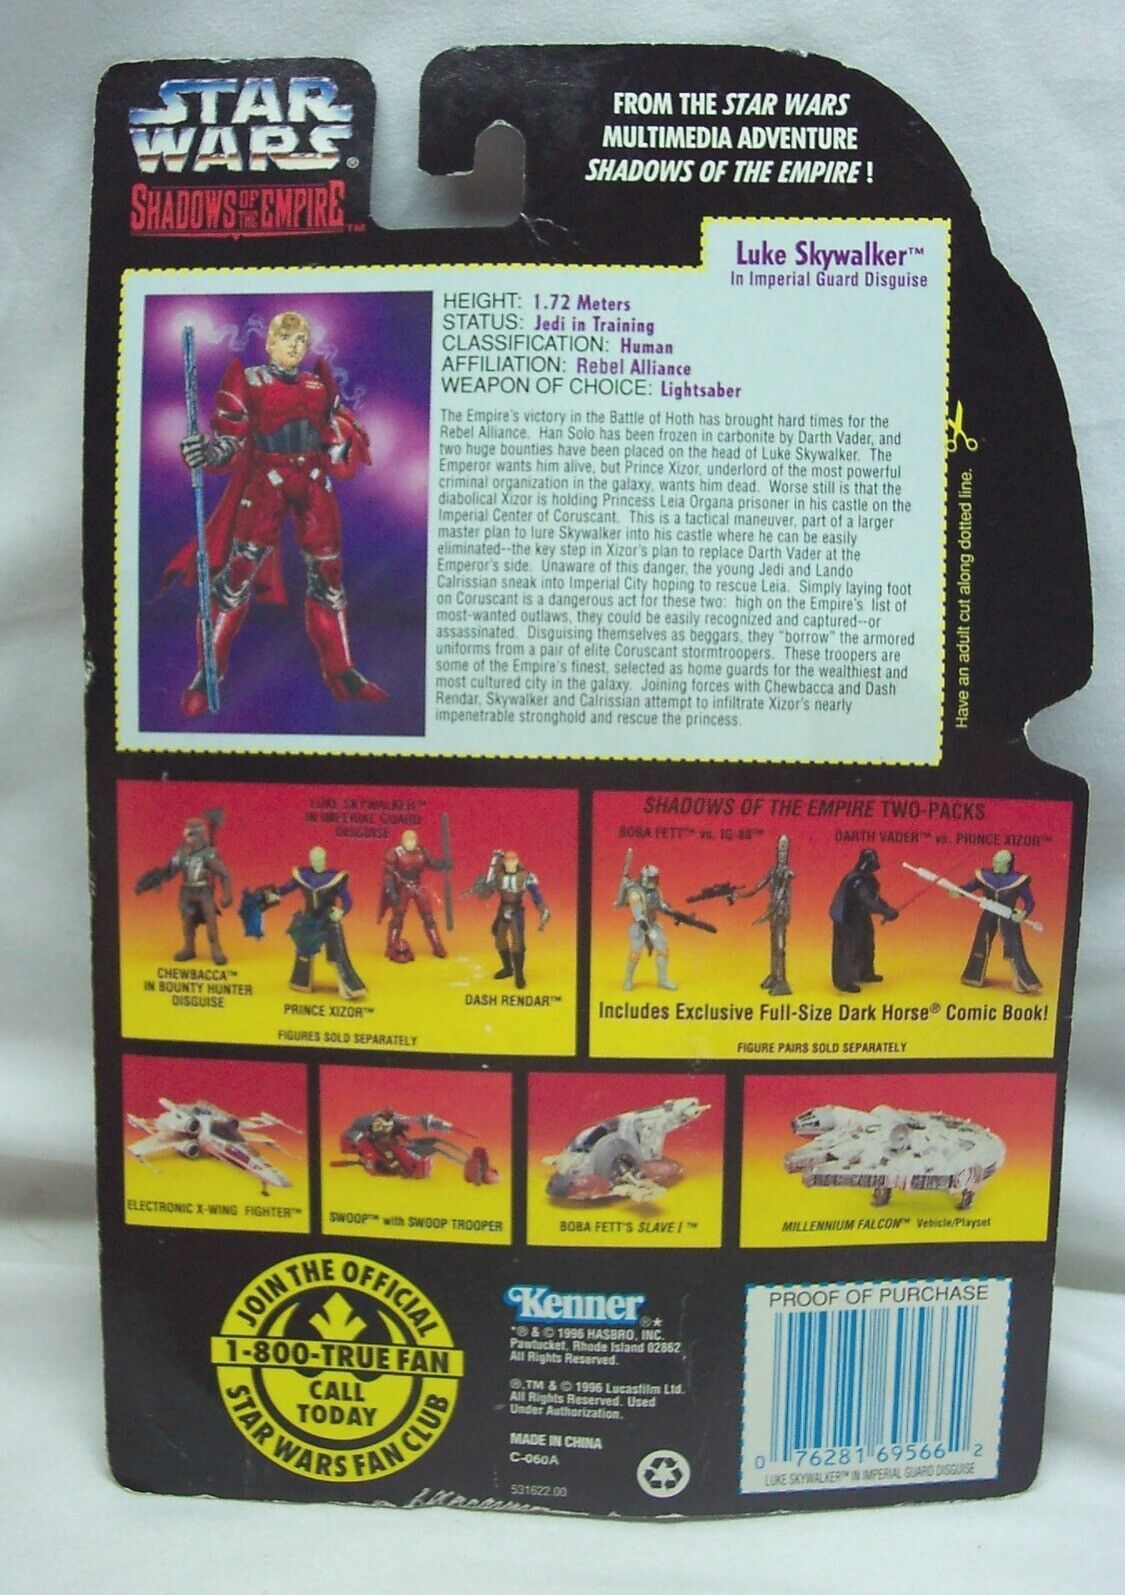 STAR WARS ®
SHADOWS OF THE EMPIRE ™
FROM THE STAR WARS
MULTIMEDIA ADVENTURE
SHADOWS OF THE EMPIRE !
Luke Skywalker™
In Imperial Guard Disguise
HEIGHT: 1.72 Meters
STATUS: Jedi in Training
CLASSIFICATION: Human
AFFILIATION: Rebel Alliance
WEAPON OF CHOICE: Lightsaber
The Empire's victory in the Battle of Hoth has brought hard times for the
Rebel Alliance. Han Solo has been frozen in carbonite by Darth Vader, and
two huge bounties have been placed on the head of Luke Skywalker. The
Emperor wants him alive, but Prince Xizor, underlord of the most powerful
criminal organization in the galaxy, wants him dead. Worse still is that the
diabolical Xizor is holding Princess Leia Organa prisoner in his castle on the
Imperial Center of Coruscant. This is a tactical maneuver, part of a larger
master plan to lure Skywalker into his castle where he can be easily
eliminated--the key step in Xizor's plan to replace Darth Vader at the
Emperor's side. Unaware of this danger, the young Jedi and Lando
Calrissian sneak into Imperial City hoping to rescue Leia. Simply laying foot
on Coruscant is a dangerous act for these two: high on the Empire's list of
most-wanted outlaws, they could be easily recognized and captured--or
assassinated. Disguising themselves as beggars, they "borrow" the armored
uniforms from a pair of elite Coruscant stormtroopers. These troopers are
some of the Empire's finest, selected as home guards for the wealthiest and
most cultured city in the galaxy. Joining forces with Chewbacca and Dash
Rendar, Skywalker and Calrissian attempt to infiltrate Xizor's nearly
impenetrable stronghold and rescue the princess.
Have an adult cut along dotted line.
LUKE SKYWALKER™
IN IMPERIAL GUARD
DISGUISE
CHEWBACCA™
IN BOUNTY HUNTER
DISGUISE
PRINCE XIZOR™
DASH RENDAR™
FIGURES SOLD SEPARATELY
SHADOWS OF THE EMPIRE TWO-PACKS
BOBA FETT™ vs. IG-88™
DARTH VADER™ vs. PRINCE XIZOR™
Includes Exclusive Full-Size Dark Horse® Comic Book!
FIGURE PAIRS SOLD SEPARATELY
ELECTRONIC X-WING FIGHTER™
SWOOP™ with SWOOP TROOPER
BOBA FETT'S SLAVE I ™
MILLENNIUM FALCON™ Vehicle/Playset
JOIN THE OFFICIAL
1-800-TRUE FAN
CALL
TODAY
STAR WARS FAN CLUB
Kenner ®*
*® & © 1996 HASBRO, INC.
Pawtucket, Rhode Island 02862
All Rights Reserved.
®,TM & © 1996 Lucasfilm Ltd.
All Rights Reserved. Used
Under Authorization.
MADE IN CHINA
C-060A
531622.00
PROOF OF PURCHASE
0 76281 69566 2
LUKE SKYWALKER™ IN IMPERIAL GUARD DISGUISE